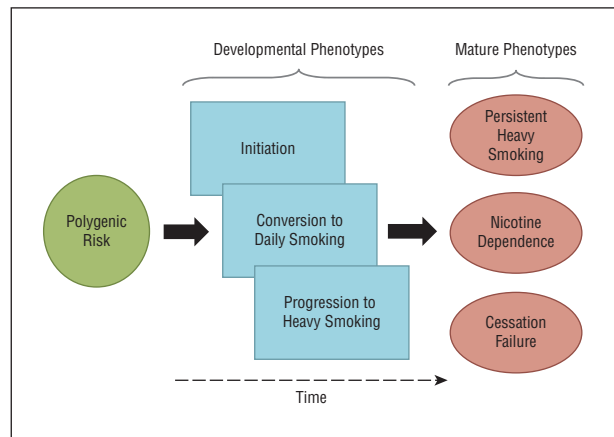 Developmental Phenotypes
Mature Phenotypes
Polygenic
Risk
Initiation
Conversion to
Daily Smoking
Progression to
Heavy Smoking
Persistent
Heavy
Smoking
Nicotine
Dependence
Cessation
Failure
Time